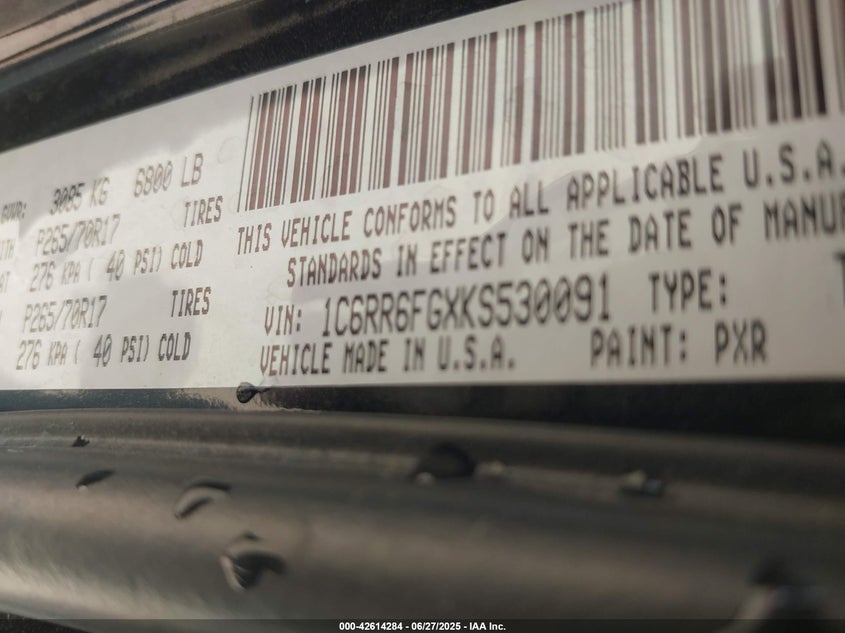 GVWR: 3085 KG 6800 LB
P265/70R17 TIRES
276 KPA ( 40 PSI) COLD
P265/70R17 TIRES
276 KPA ( 40 PSI) COLD
THIS VEHICLE CONFORMS TO ALL APPLICABLE U.S.A.
STANDARDS IN EFFECT ON THE DATE OF MANU
VIN: 1C6RR6FGXKS530091 TYPE: T
VEHICLE MADE IN U.S.A. PAINT: PXR
000-42614284 - 06/27/2025 - IAA Inc.